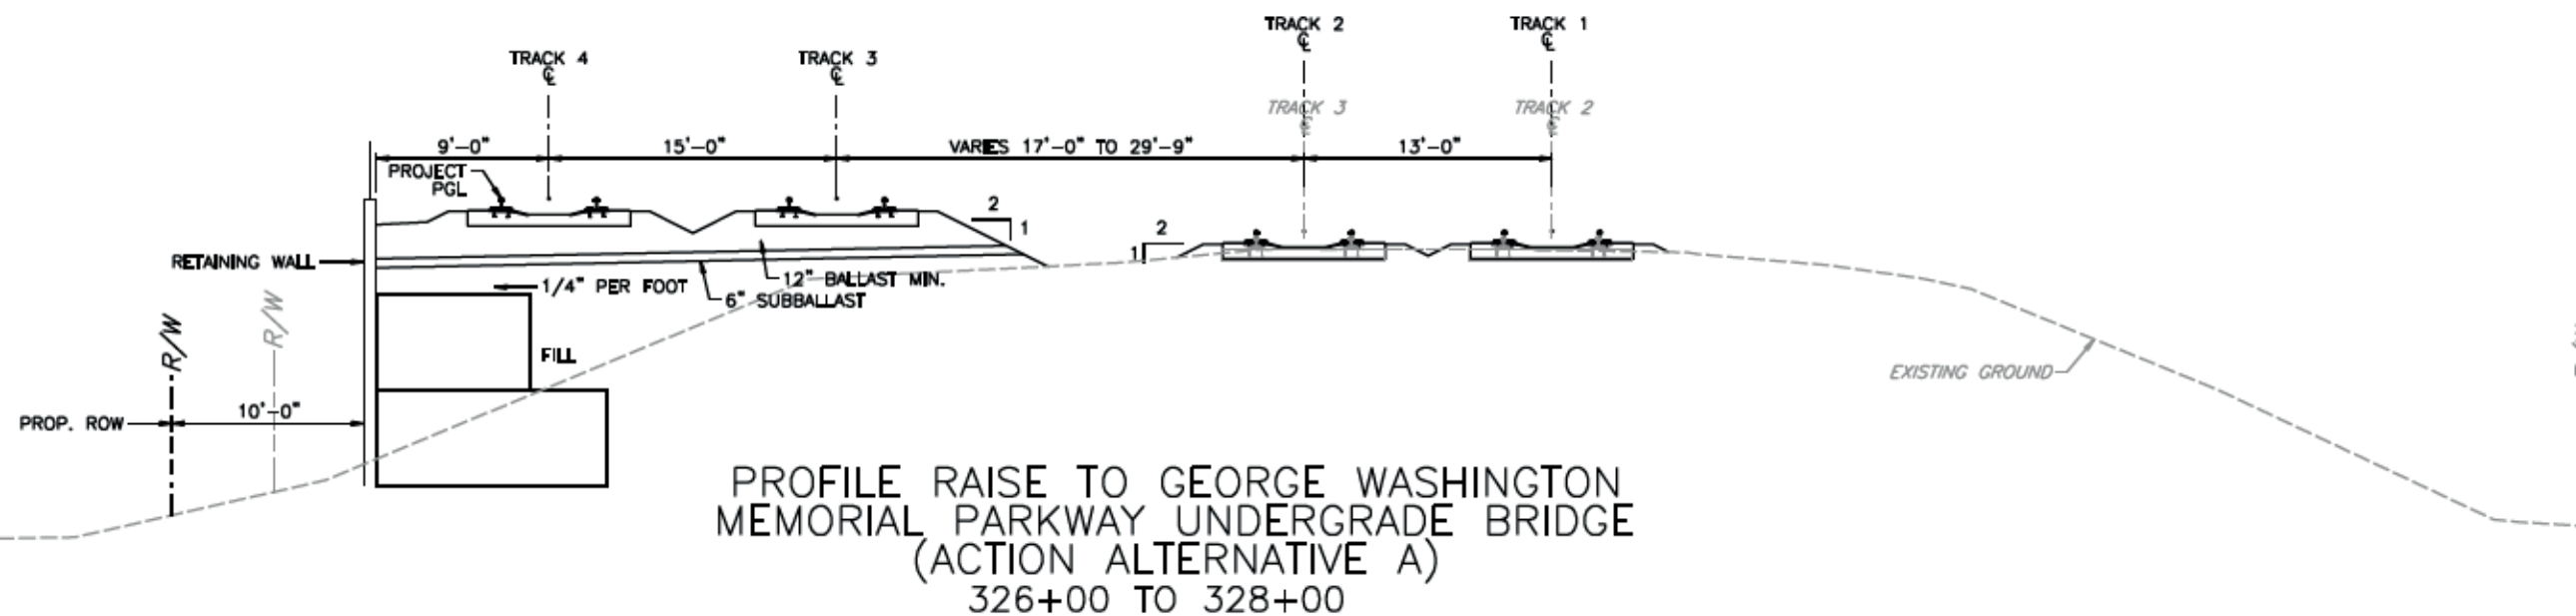 TRACK 2
℄
TRACK 1
℄
TRACK 4
℄
TRACK 3
℄
TRACK 3
℄
TRACK 2
℄
9'-0"
15'-0"
VARIES 17'-0" TO 29'-9"
13'-0"
PROJECT
PGL
2
1
2
1
RETAINING WALL
12" BALLAST MIN.
1/4" PER FOOT
6" SUBBALLAST
R/W
R/W
FILL
EXISTING GROUND
10'-0"
PROP. ROW
PROFILE RAISE TO GEORGE WASHINGTON
MEMORIAL PARKWAY UNDERGRADE BRIDGE
(ACTION ALTERNATIVE A)
326+00 TO 328+00